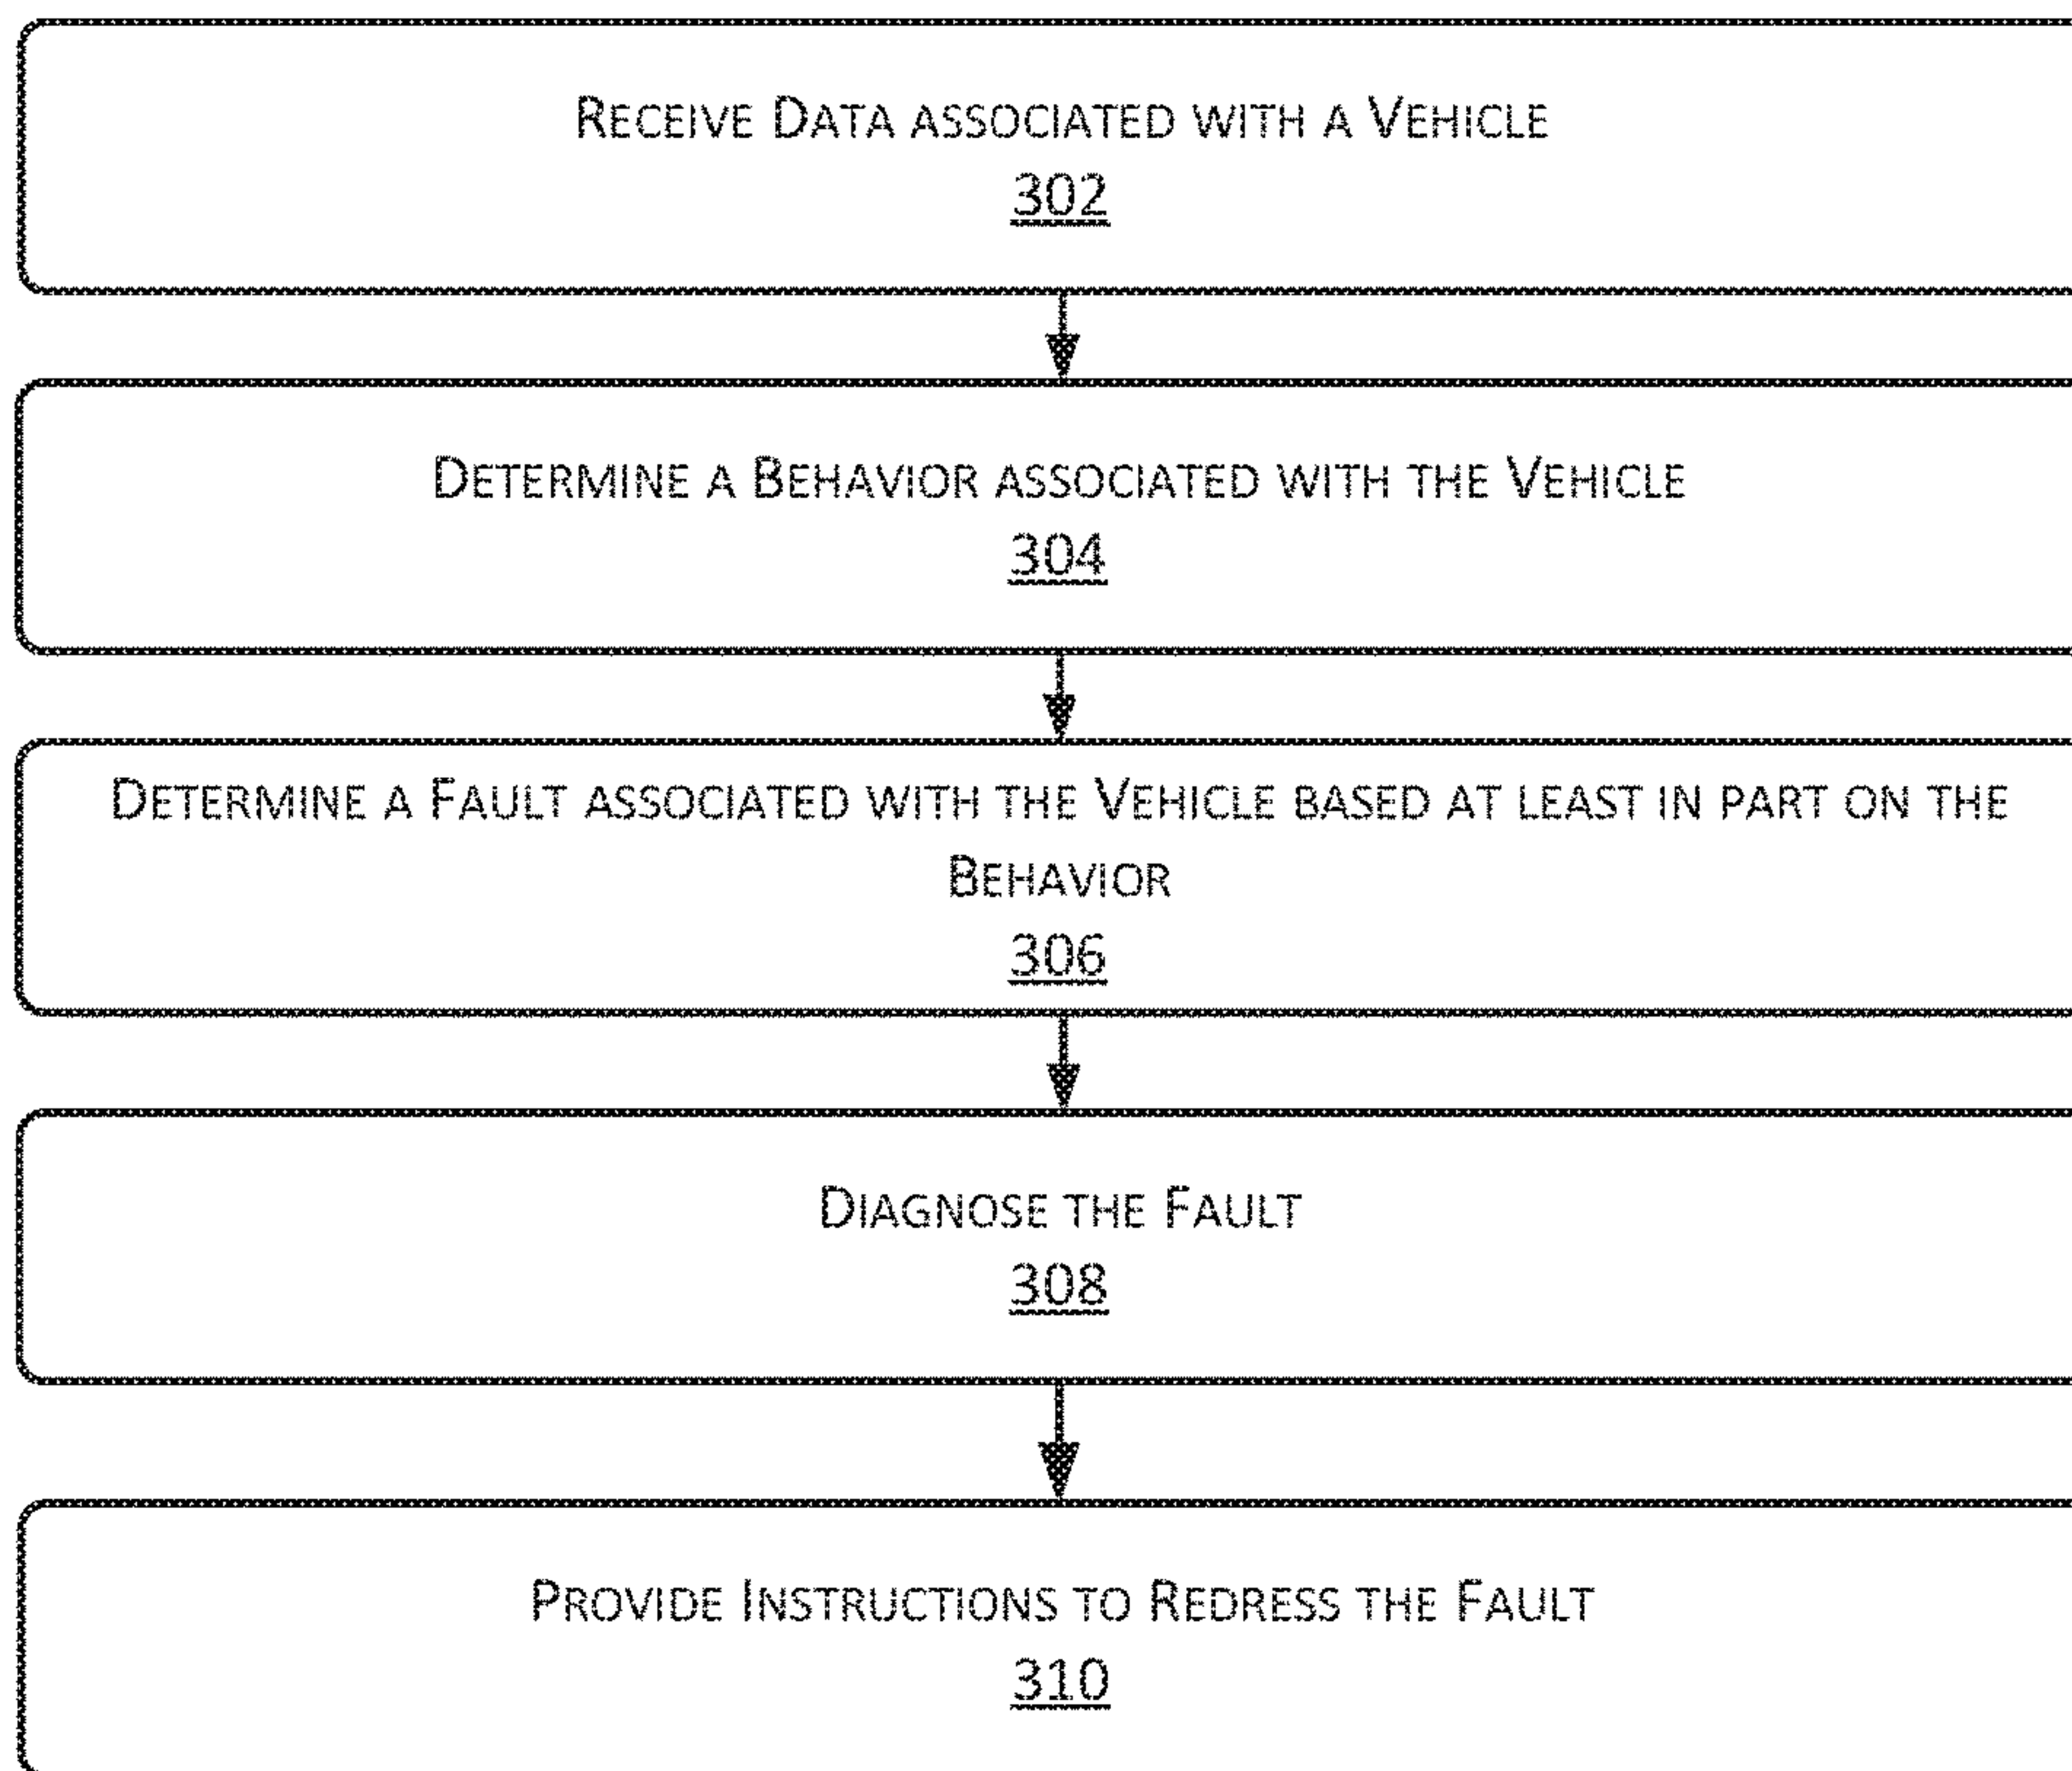 Receive Data associated with a Vehicle
302
Determine a Behavior associated with the Vehicle
304
Determine a Fault associated with the Vehicle based at least in part on the
Behavior
306
Diagnose the Fault
308
Provide Instructions to Redress the Fault
310